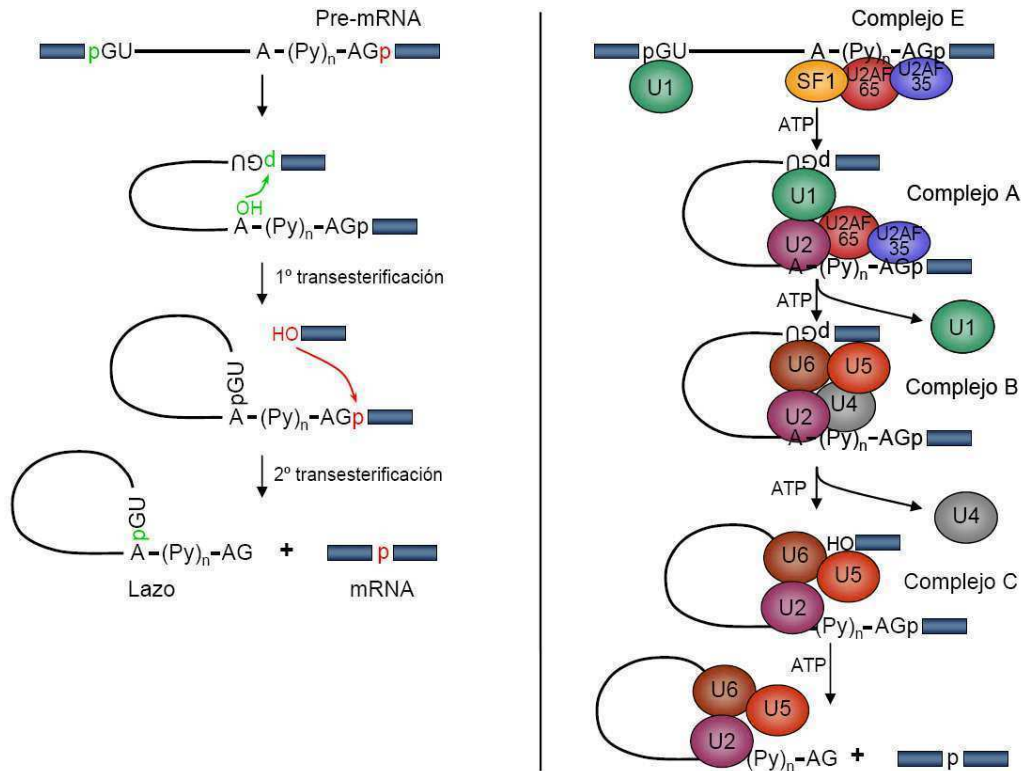 Pre-mRNA
pGU
A-(Py)n-AGp
pGU
OH
A-(Py)n-AGp
1º transesterificación
HO
pGU
A-(Py)n-AGp
2º transesterificación
pGU
A-(Py)n-AG + p
Lazo mRNA
Complejo E
pGU A-(Py)n-AGp
U1 SF1 U2AF 65 U2AF 35
ATP
pGU
U1 Complejo A
U2 U2AF 65 U2AF 35
A-(Py)n-AGp
ATP
U1
pGU
U6 U5
Complejo B
U2 U4
A-(Py)n-AGp
ATP
U4
HO
U6 U5
Complejo C
U2
(Py)n-AGp
ATP
U6 U5
U2
(Py)n-AG + p